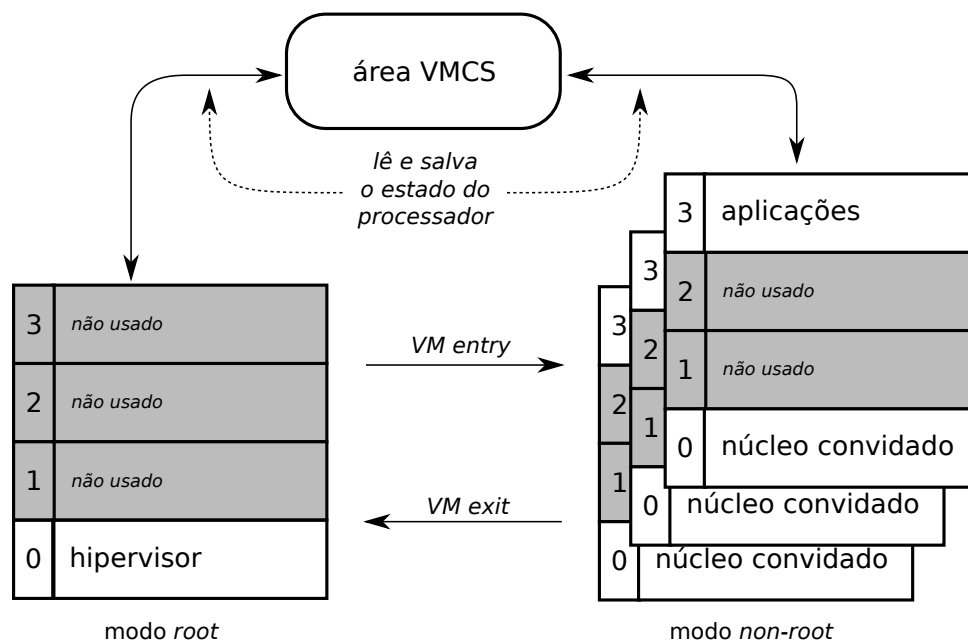 área VMCS
lê e salva
o estado do
processador
3 não usado
2 não usado
1 não usado
0 hipervisor
modo root
VM entry
VM exit
3 aplicações
2 não usado
1 não usado
0 núcleo convidado
3
2
1
0 núcleo convidado
3
2
1
0 núcleo convidado
modo non-root